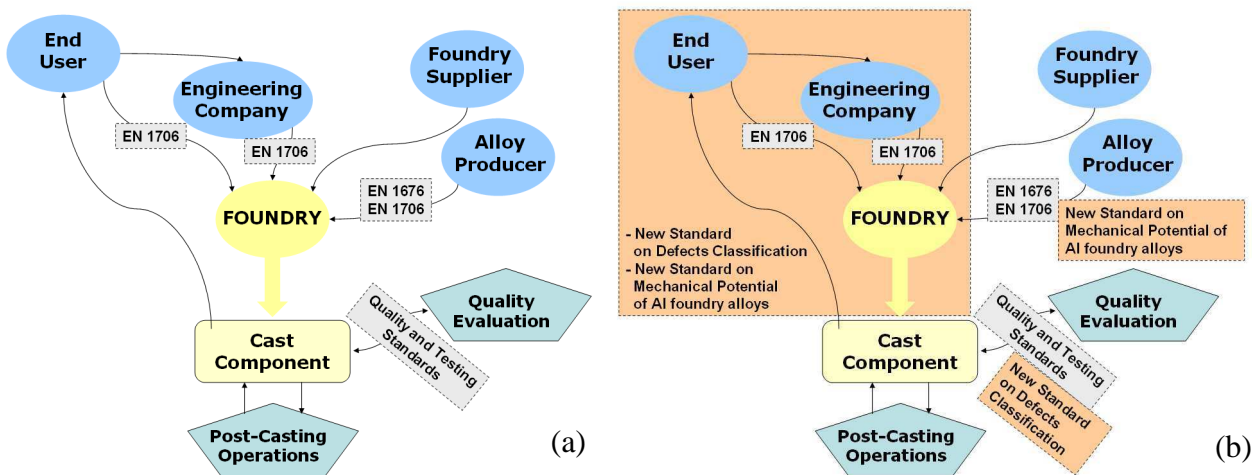 End
User
Engineering
Company
Foundry
Supplier
EN 1706
EN 1706
Alloy
Producer
EN 1676
EN 1706
FOUNDRY
Quality
Evaluation
Quality and Testing
Standards
Cast
Component
Post-Casting
Operations
(a)
End
User
Engineering
Company
Foundry
Supplier
EN 1706
EN 1706
Alloy
Producer
EN 1676
EN 1706
FOUNDRY
New Standard on
Mechanical Potential of
Al foundry alloys
- New Standard
on Defects Classification
- New Standard on
Mechanical Potential
of Al foundry alloys
Quality
Evaluation
Quality and Testing
Standards
Cast
Component
New Standard
on Defects
Classification
Post-Casting
Operations
(b)